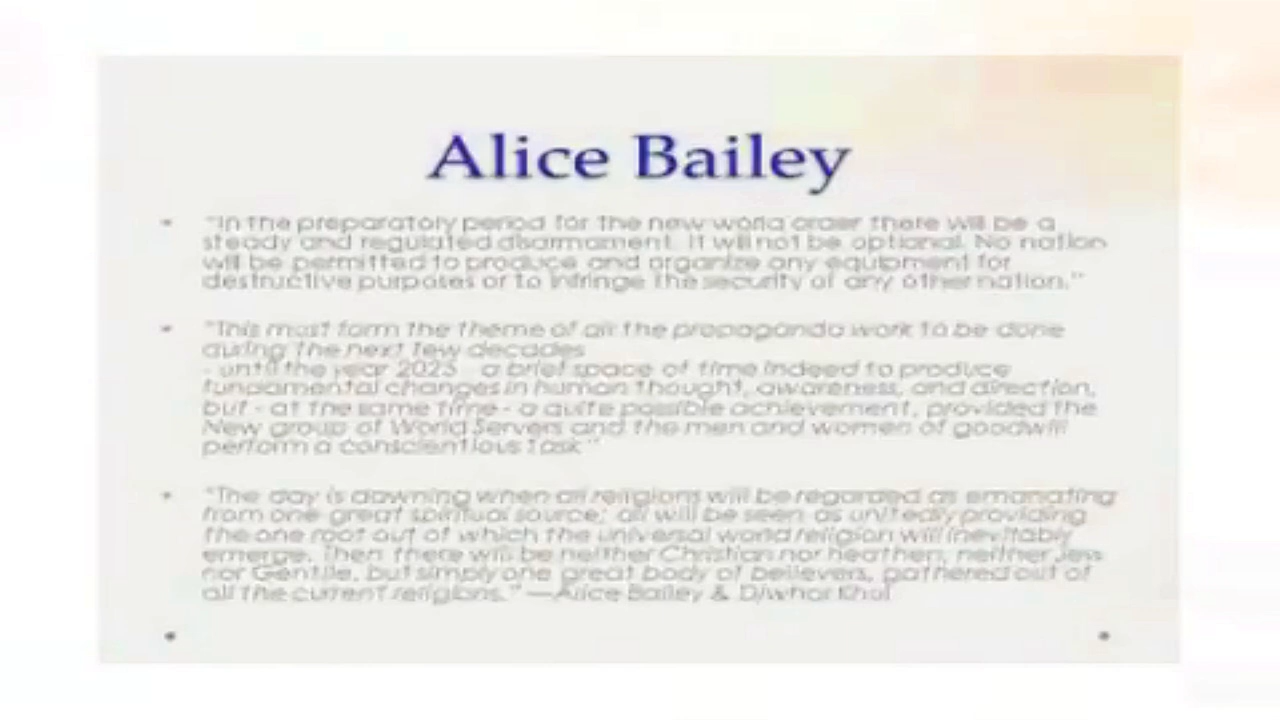 Alice Bailey
• "In the preparatory period for the new world order there will be a
steady and regulated disarmament. It will not be optional. No nation
will be permitted to produce and organize any equipment for
destructive purposes or to infringe the security of any other nation."
• "This must form the theme of all the propaganda work to be done
during the next few decades
- until the year 2025 a brief space of time indeed to produce
fundamental changes in human thought, awareness, and direction,
but - at the same time - a quite possible achievement, provided the
New group of World Servers and the men and women of goodwill
perform a conscientious task"
• "The day is dawning when all religions will be regarded as emanating
from one great spiritual source; all will be seen as unitedly providing
the one root out of which the universal world religion will inevitably
emerge. Then there will be neither Christian nor heathen, neither Jess
nor Gentile, but simply one great body of believers, gathered out of
all the current religions." —Alice Bailey & Djwhal Khul